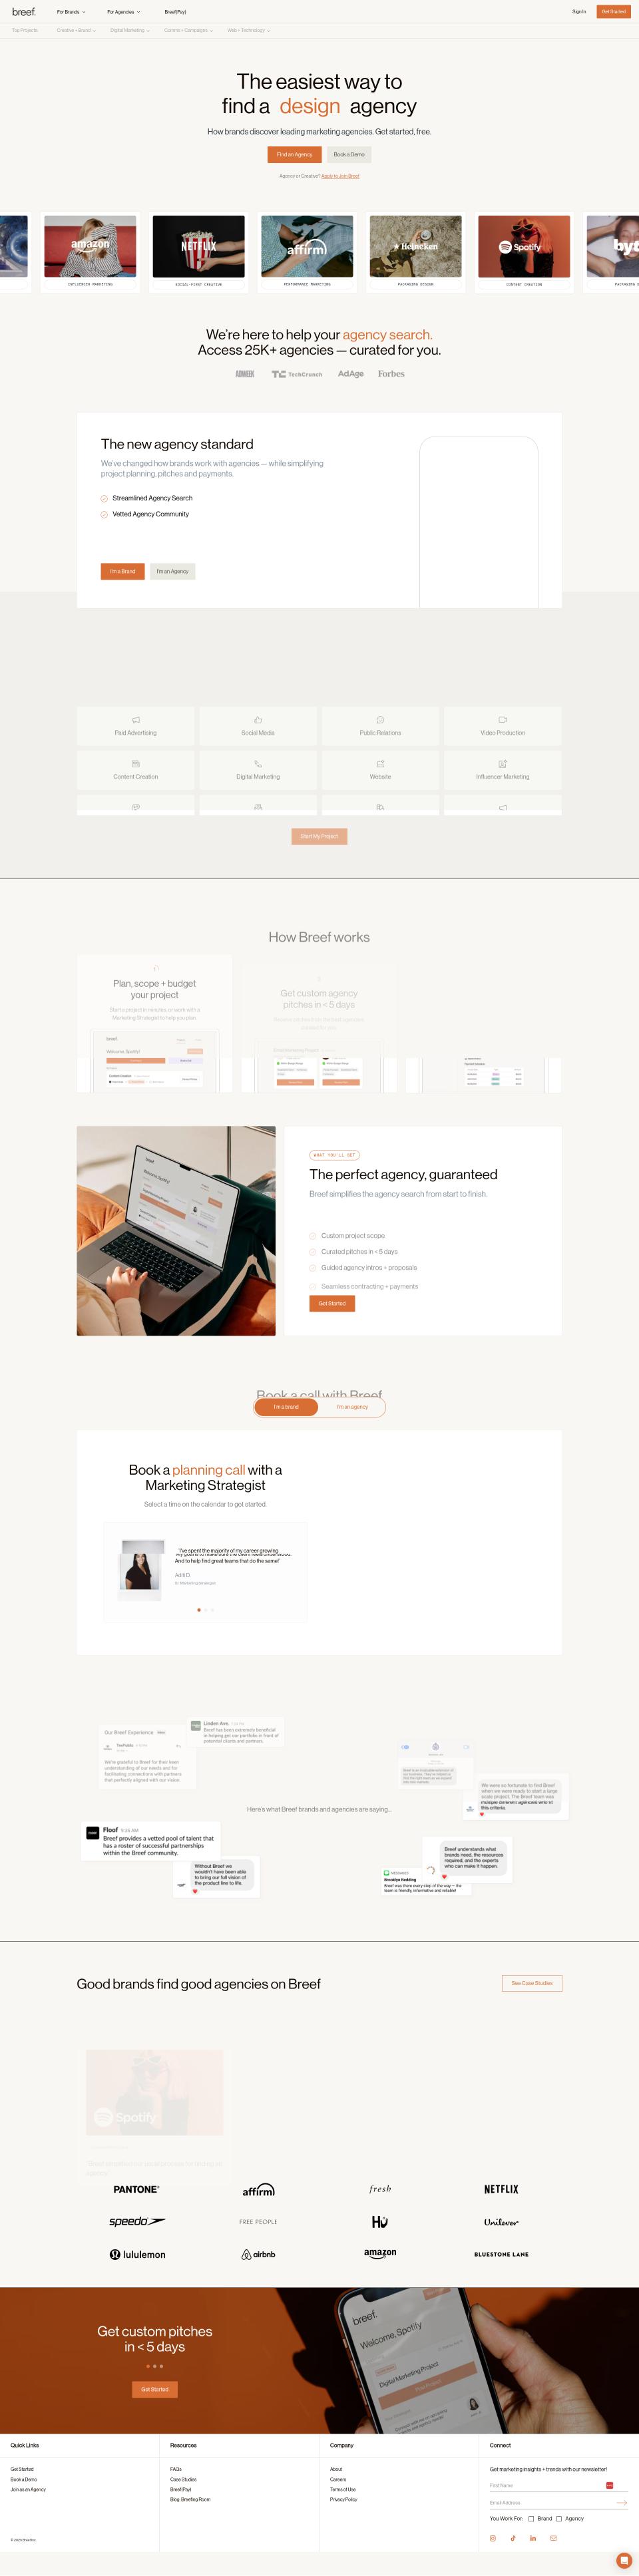 breef.
For Brands
For Agencies
Breef(Pay)
Sign In
Get Started
Top Projects:
Creative + Brand
Digital Marketing
Comms + Campaigns
Web + Technology
The easiest way to
find a design agency
How brands discover leading marketing agencies. Get started, free.
Find an Agency
Book a Demo
Agency or Creative? Apply to Join Breef
amazon
INFLUENCER MARKETING
NETFLIX
SOCIAL-FIRST CREATIVE
affirm
PERFORMANCE MARKETING
Heineken
PACKAGING DESIGN
Spotify
CONTENT CREATION
We're here to help your agency search.
Access 25K+ agencies — curated for you.
ADWEEK
TechCrunch
AdAge
Forbes
The new agency standard
We've changed how brands work with agencies — while simplifying
project planning, pitches and payments.
Streamlined Agency Search
Vetted Agency Community
I'm a Brand
I'm an Agency
Paid Advertising
Social Media
Public Relations
Video Production
Content Creation
Digital Marketing
Website
Influencer Marketing
Start My Project
How Breef works
Plan, scope + budget
your project
Start a project in minutes, or work with a
Marketing Strategist to help you plan.
breef.
Welcome, Spotify!
Get custom agency
pitches in < 5 days
WHAT YOU'LL GET
The perfect agency, guaranteed
Breef simplifies the agency search from start to finish.
Custom project scope
Curated pitches in < 5 days
Guided agency intros + proposals
Seamless contracting + payments
Get Started
Book a call with Breef
I'm a brand
I'm an agency
Book a planning call with a
Marketing Strategist
Select a time on the calendar to get started.
"I've spent the majority of my career growing
And to help find great teams that do the same!"
Aditi D.
Sr. Marketing Strategist
Our Breef Experience
Linden Ave.
Breef has been extremely beneficial
in helping get our portfolio in front of
potential clients and partners.
We're grateful to Breef for their keen
understanding of our needs and for
facilitating connections with partners
that perfectly aligned with our vision.
We were so fortunate to find Breef
when we were ready to start a large
scale project. The Breef team was
this criteria.
Here's what Breef brands and agencies are saying...
Floof 9:35 AM
Breef provides a vetted pool of talent that
has a roster of successful partnerships
within the Breef community.
Without Breef we
wouldn't have been able
to bring our full vision of
the product line to life.
Breef understands what
brands need, the resources
required, and the experts
who can make it happen.
MESSAGES
Brooklyn Bedding
Breef was there every step of the way — the
team is friendly, informative and reliable!
Good brands find good agencies on Breef
See Case Studies
Spotify
PANTONE
affirm
fresh
NETFLIX
speedo
FREE PEOPLE
Hu
Unilever
lululemon
airbnb
amazon
BLUESTONE LANE
Get custom pitches
in < 5 days
Get Started
breef.
Welcome, Spotify
Digital Marketing Project
Quick Links
Get Started
Book a Demo
Join as an Agency
Resources
FAQs
Case Studies
Breef(Pay)
Blog: Briefing Room
Company
About
Careers
Terms of Use
Privacy Policy
Connect
Get marketing insights + trends with our newsletter!
First Name
Email Address
You Work For:
Brand
Agency